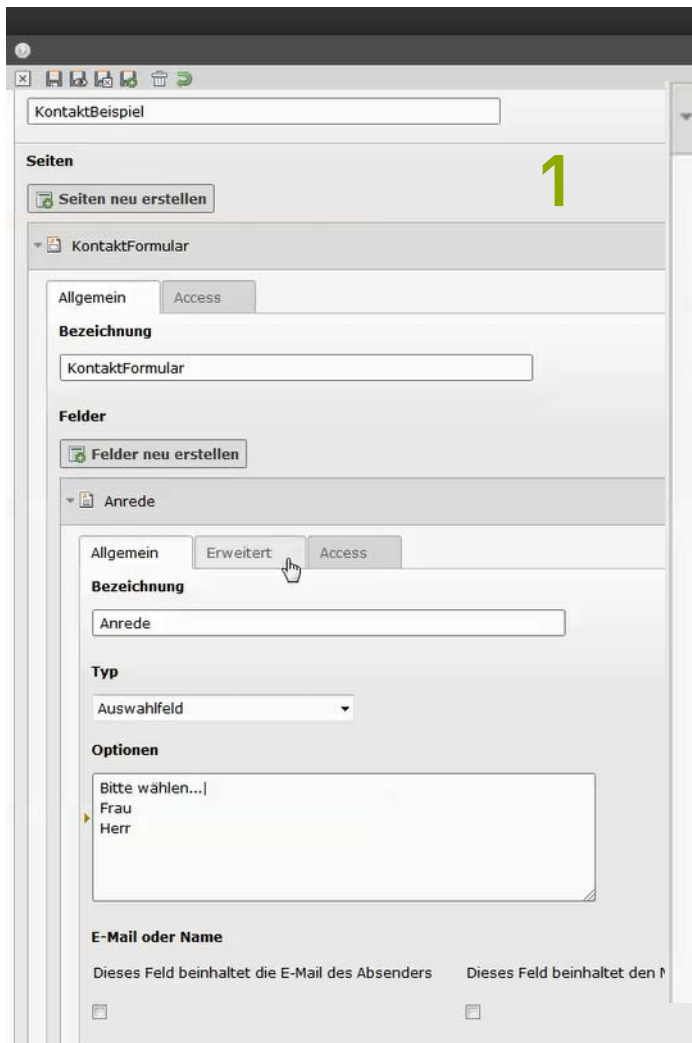 KontaktBeispiel
Seiten
1
Seiten neu erstellen
KontaktFormular
Allgemein Access
Bezeichnung
KontaktFormular
Felder
Felder neu erstellen
Anrede
Allgemein Erweitert Access
Bezeichnung
Anrede
Typ
Auswahlfeld
Optionen
Bitte wählen...
Frau
Herr
E-Mail oder Name
Dieses Feld beinhaltet die E-Mail des Absenders Dieses Feld beinhaltet den